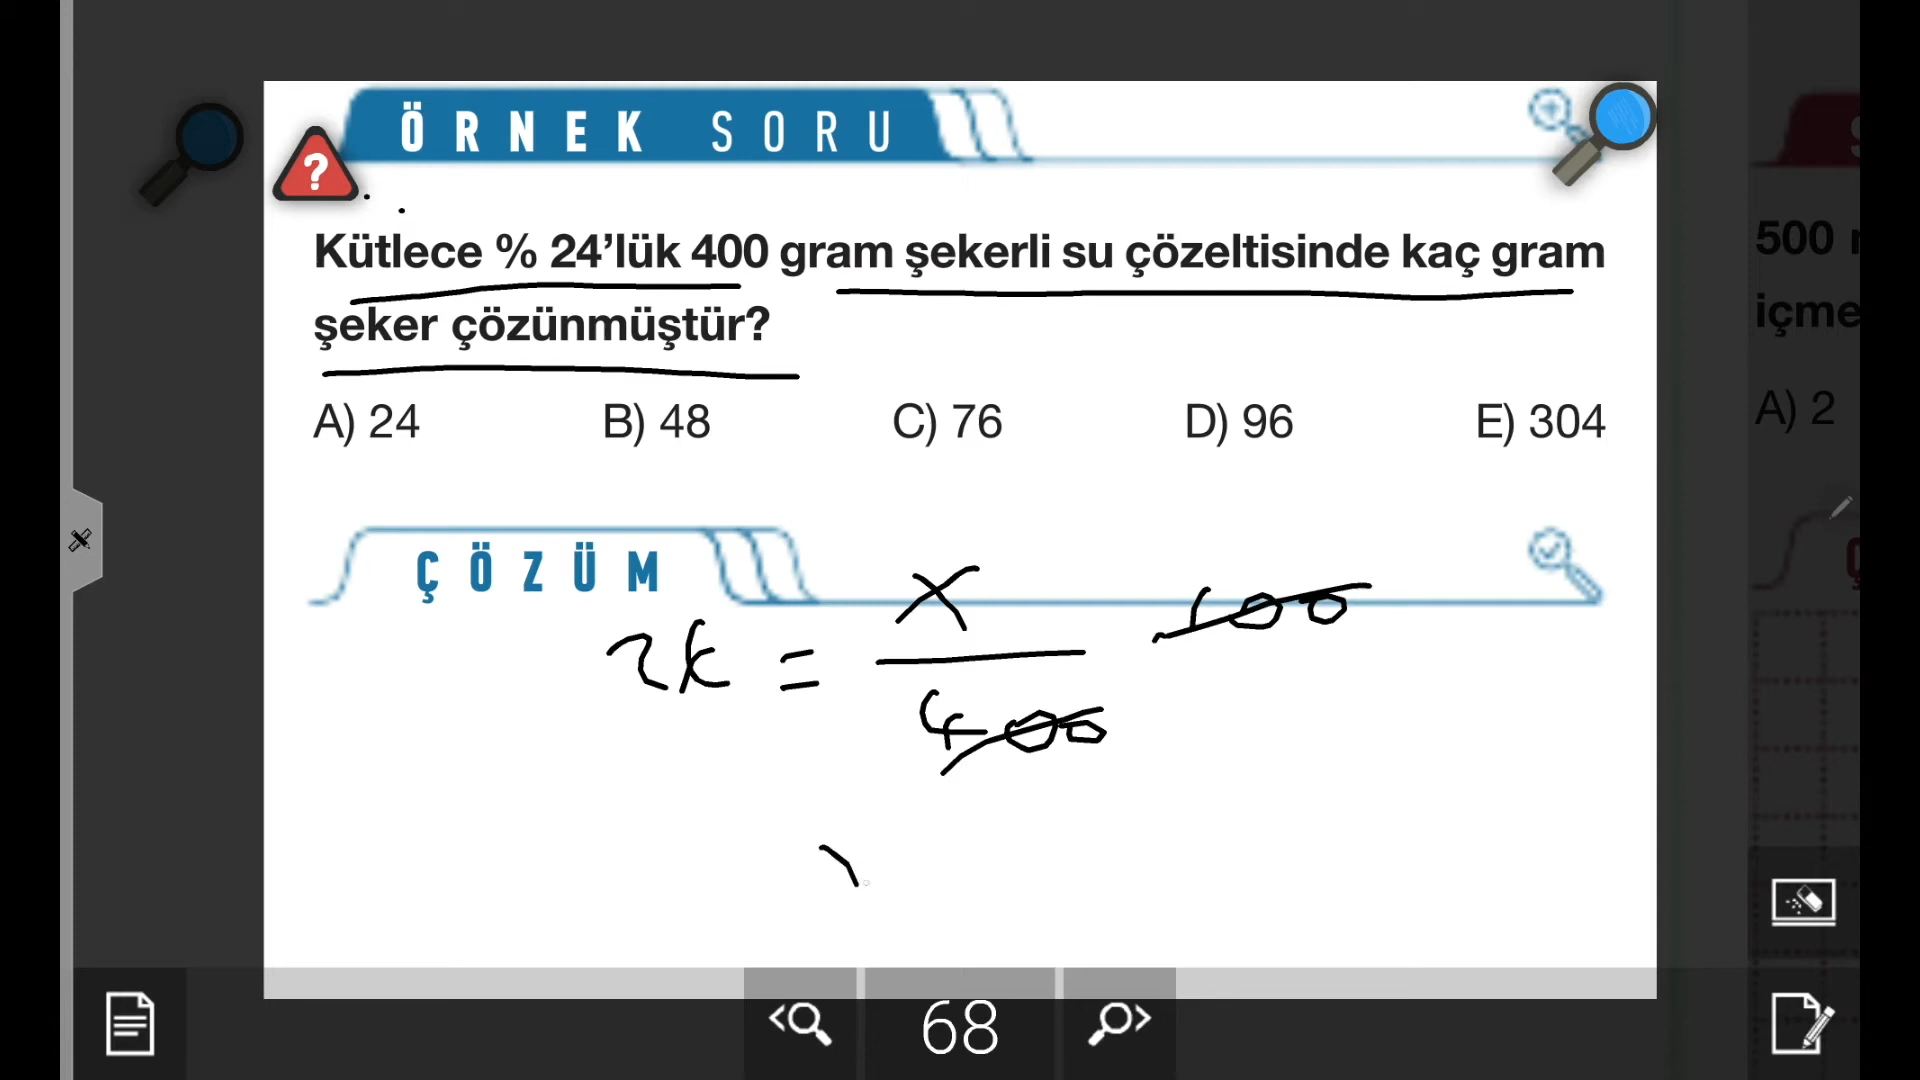 ÖRNEK SORU
?
Kütlece % 24’lük 400 gram şekerli su çözeltisinde kaç gram
şeker çözünmüştür?
A) 24 B) 48 C) 76 D) 96 E) 304
ÇÖZÜM
x 100
=
400
500
içme
A) 2
68